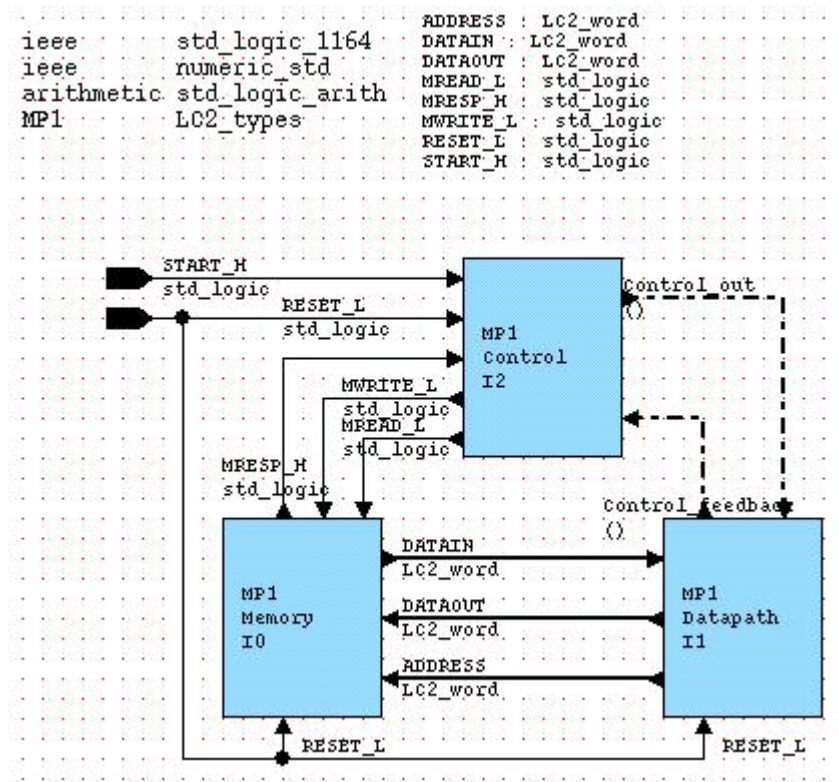 ieee std_logic_1164
ieee numeric_std
arithmetic std_logic_arith
MP1 LC2_types
ADDRESS : LC2_word
DATAIN : LC2_word
DATAOUT : LC2_word
MREAD_L : std_logic
MRESP_H : std_logic
MWRITE_L : std_logic
RESET_L : std_logic
START_H : std_logic
START_H
std_logic
RESET_L
std_logic
Control_out
()
MP1
Control
I2
MWRITE_L
std_logic
MREAD_L
std_logic
MRESP_H
std_logic
Control_feedback
()
MP1
Memory
I0
DATAIN
LC2_word
DATAOUT
LC2_word
ADDRESS
LC2_word
MP1
Datapath
I1
RESET_L
RESET_L